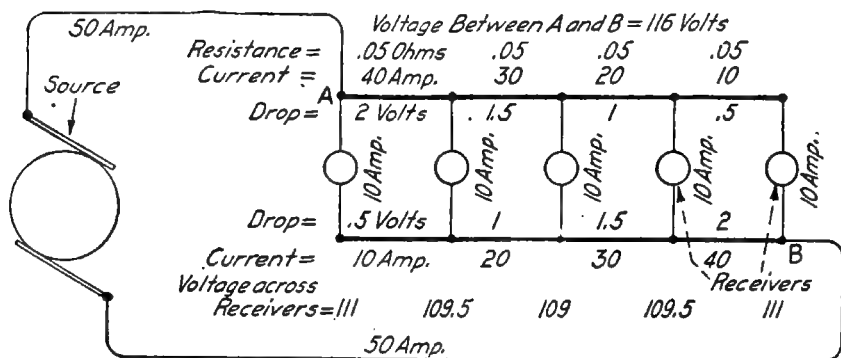 50 Amp.
Voltage Between A and B = 116 Volts
Resistance = .05 Ohms .05 .05 .05
Current = 40 Amp. 30 20 10
Source
A
Drop = 2 Volts 1.5 1 .5
10 Amp. 10 Amp. 10 Amp. 10 Amp. 10 Amp.
Drop = .5 Volts 1 1.5 2
B
Current = 10 Amp. 20 30 40
Receivers
Voltage across
Receivers = 111 109.5 109 109.5 111
50 Amp.